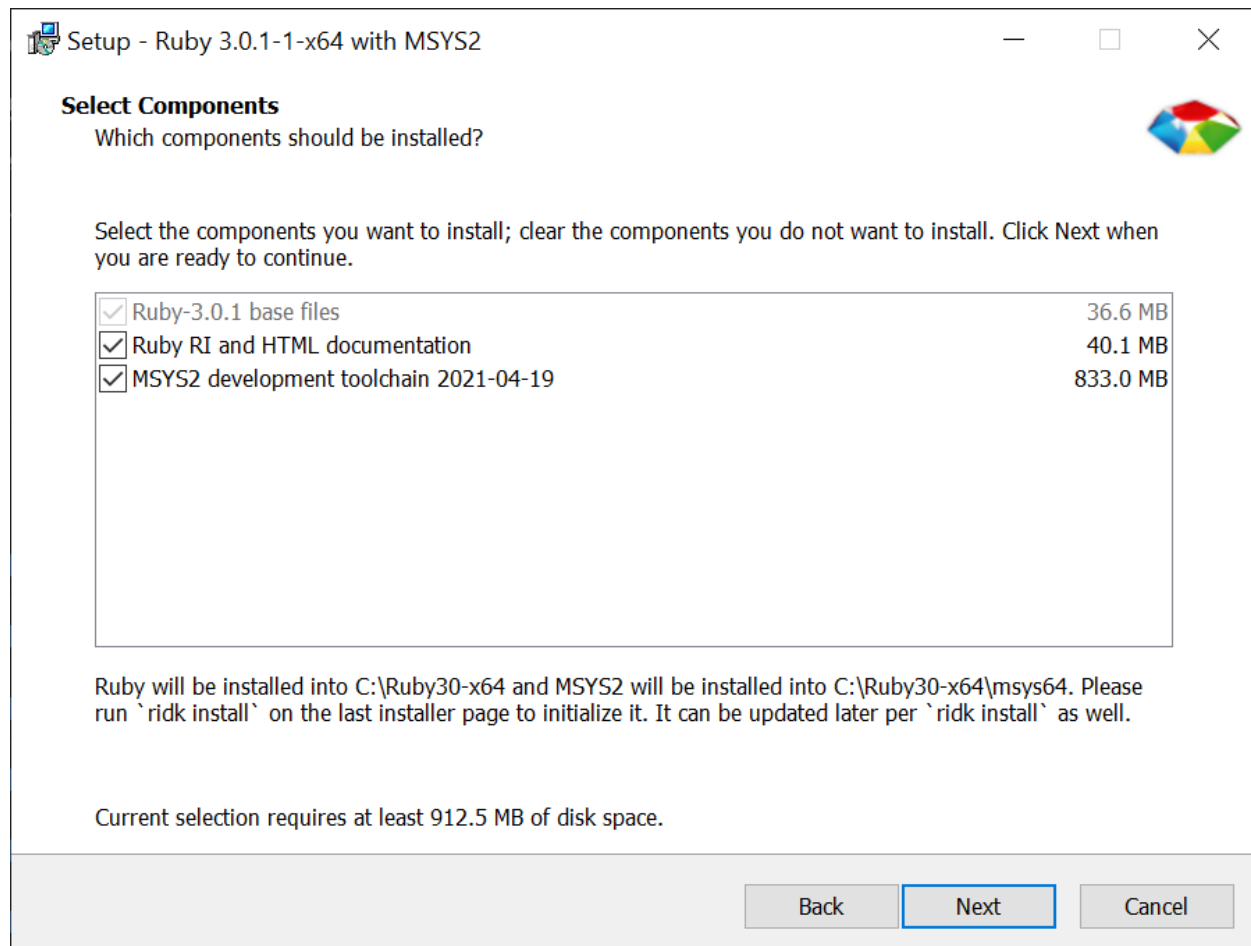 Setup - Ruby 3.0.1-1-x64 with MSYS2
Select Components
Which components should be installed?
Select the components you want to install; clear the components you do not want to install. Click Next when
you are ready to continue.
Ruby-3.0.1 base files 36.6 MB
Ruby RI and HTML documentation 40.1 MB
MSYS2 development toolchain 2021-04-19 833.0 MB
Ruby will be installed into C:\Ruby30-x64 and MSYS2 will be installed into C:\Ruby30-x64\msys64. Please
run `ridk install` on the last installer page to initialize it. It can be updated later per `ridk install` as well.
Current selection requires at least 912.5 MB of disk space.
Back Next Cancel